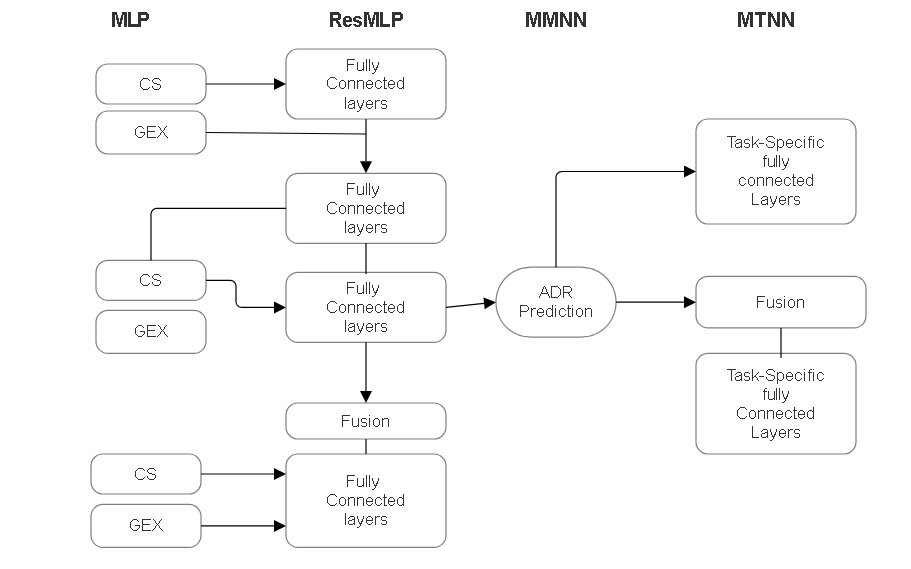 MLP
ResMLP
MMNN
MTNN
CS
Fully
Connected
layers
GEX
Task-Specific
fully
connected
Layers
Fully
Connected
layers
CS
Fully
Connected
layers
ADR
Prediction
Fusion
GEX
Task-Specific
fully
Connected
Layers
Fusion
CS
Fully
Connected
layers
GEX